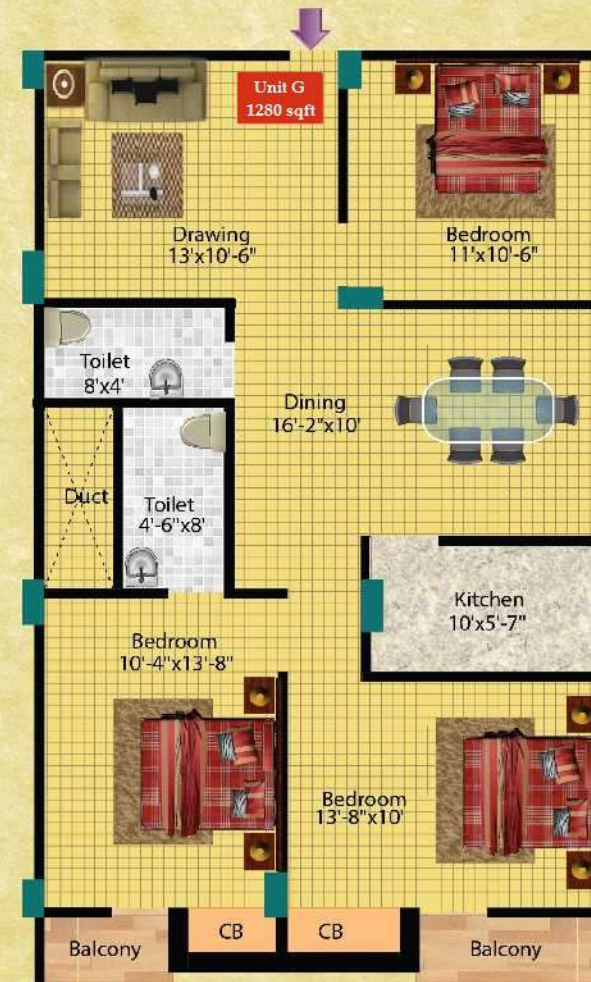 Unit G
1280 sqft
Drawing
13'x10'-6"
Bedroom
11'x10'-6"
Toilet
8'x4'
Dining
16'-2"x10'
Duct
Toilet
4'-6"x8'
Kitchen
10'x5'-7"
Bedroom
10'-4"x13'-8"
Bedroom
13'-8"x10'
CB
CB
Balcony
Balcony